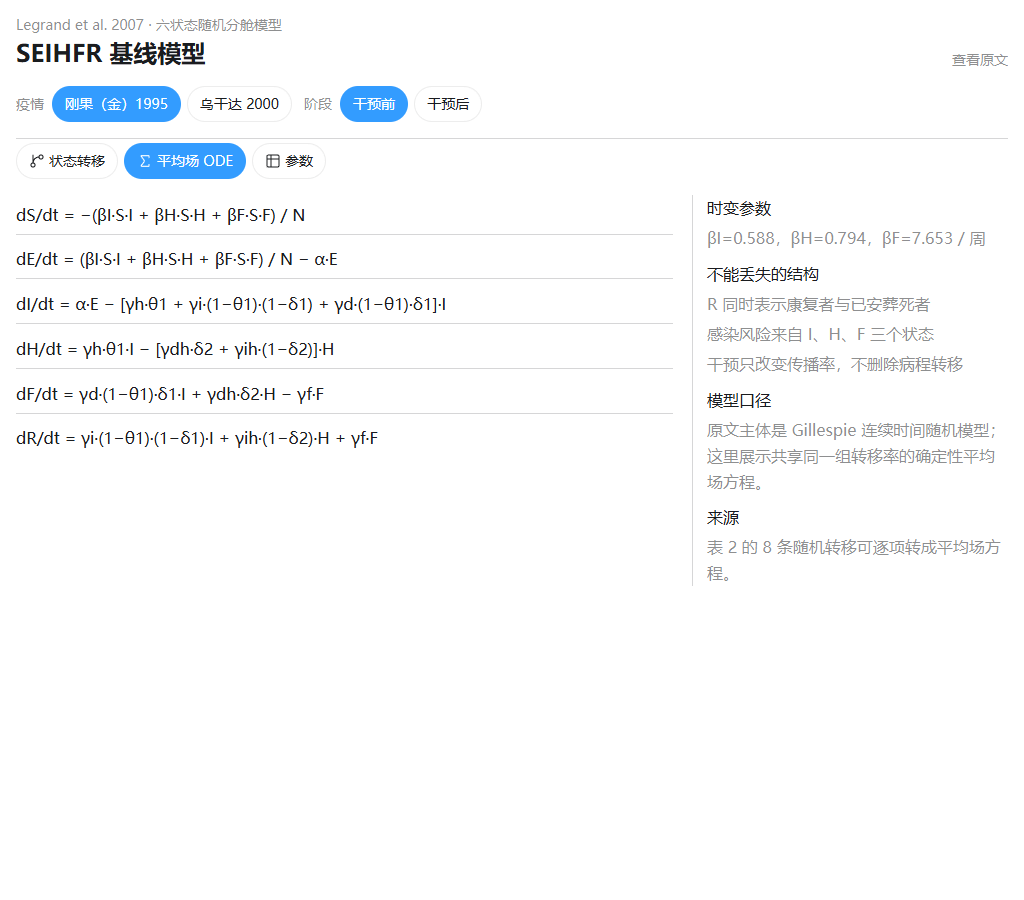 Legrand et al. 2007 · 六状态随机分舱模型
SEIHFR 基线模型
查看原文
疫情 刚果（金）1995 乌干达 2000 阶段 干预前 干预后
状态转移 Σ 平均场 ODE 参数
dS/dt = −(βI·S·I + βH·S·H + βF·S·F) / N
dE/dt = (βI·S·I + βH·S·H + βF·S·F) / N − α·E
dI/dt = α·E − [γh·θ1 + γi·(1−θ1)·(1−δ1) + γd·(1−θ1)·δ1]·I
dH/dt = γh·θ1·I − [γdh·δ2 + γih·(1−δ2)]·H
dF/dt = γd·(1−θ1)·δ1·I + γdh·δ2·H − γf·F
dR/dt = γi·(1−θ1)·(1−δ1)·I + γih·(1−δ2)·H + γf·F
时变参数
βI=0.588，βH=0.794，βF=7.653 / 周
不能丢失的结构
R 同时表示康复者与已安葬死者
感染风险来自 I、H、F 三个状态
干预只改变传播率，不删除病程转移
模型口径
原文主体是 Gillespie 连续时间随机模型；
这里展示共享同一组转移率的确定性平均
场方程。
来源
表 2 的 8 条随机转移可逐项转成平均场方
程。